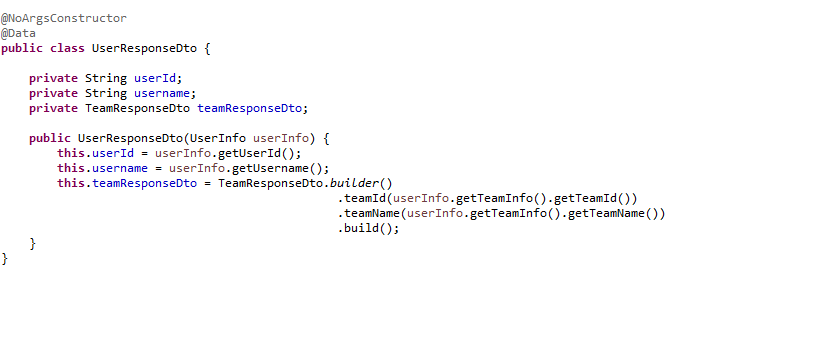 @NoArgsConstructor
@Data
public class UserResponseDto {
private String userId;
private String username;
private TeamResponseDto teamResponseDto;
public UserResponseDto(UserInfo userInfo) {
this.userId = userInfo.getUserId();
this.username = userInfo.getUsername();
this.teamResponseDto = TeamResponseDto.builder()
.teamId(userInfo.getTeamInfo().getTeamId())
.teamName(userInfo.getTeamInfo().getTeamName())
.build();
}
}